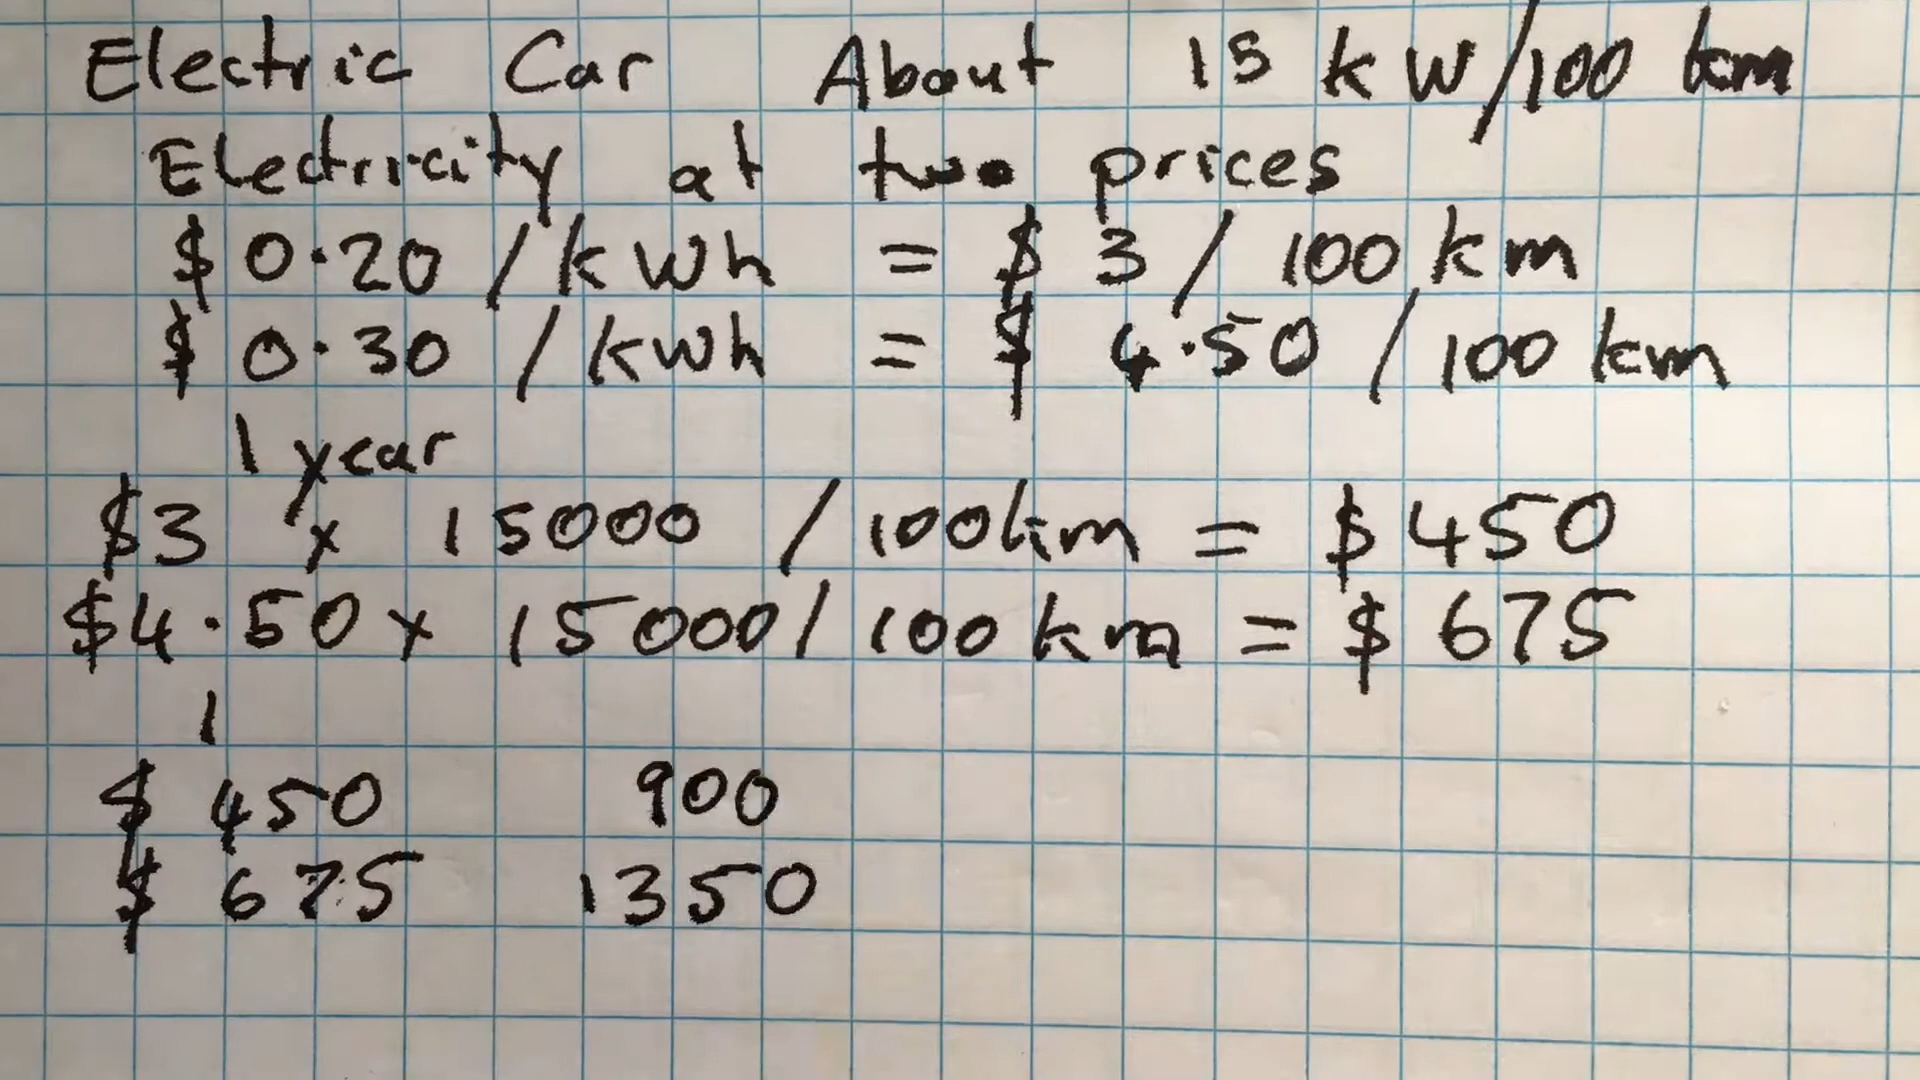 Electric Car About 15 kW/100 km
Electricity at two prices
$ 0.20 / kWh = $ 3 / 100 km
$ 0.30 / kWh = $ 4.50 / 100 km
1 year
$3 x 15000 / 100km = $ 450
$4.50 x 15000 / 100 km = $ 675
1
$ 450 900
$ 675 1350